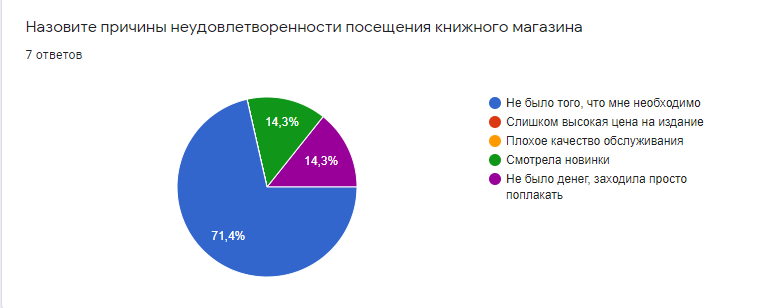 Назовите причины неудовлетворенности посещения книжного магазина
7 ответов
14,3%
14,3%
71,4%
Не было того, что мне необходимо
Слишком высокая цена на издание
Плохое качество обслуживания
Смотрела новинки
Не было денег, заходила просто
поплакать